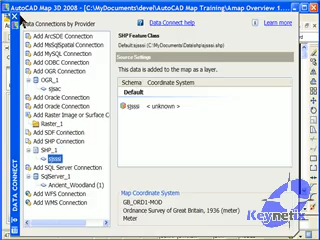 AutoCAD Map 3D 2008 - [C:\MyDocuments\devel\AutoCAD Map Training\Amap Overview 1....
Data Connections by Provider
Data Connect help
Learn more
Add ArcSDE Connection
Add MySqlSpatial Connection
Add ODBC Connection
Add OGR Connection
OGR_1
sjsac
Add Oracle Connection
Add Oracle Connection
Add Raster Image or Surface C
Raster_1
Add SDF Connection
Add SHP Connection
SHP_1
sjsssi
Add SQL Server Connection
SqlServer_1
Ancient_Woodland (1)
Add WFS Connection
Add WMS Connection
SHP Feature Class
Default:sjsssi (C:\MyDocuments\Data\shp\sjsssi.shp)
Source Settings
This data will be added to the map as a layer.
Schema
Coordinate System
Default
sjsssi
< unknown >
Map Coordinate System
GB_ORD1-MOD
Ordnance Survey of Great Britain, 1936 (meter)
Meter
DATA CONNECT
Keynetix